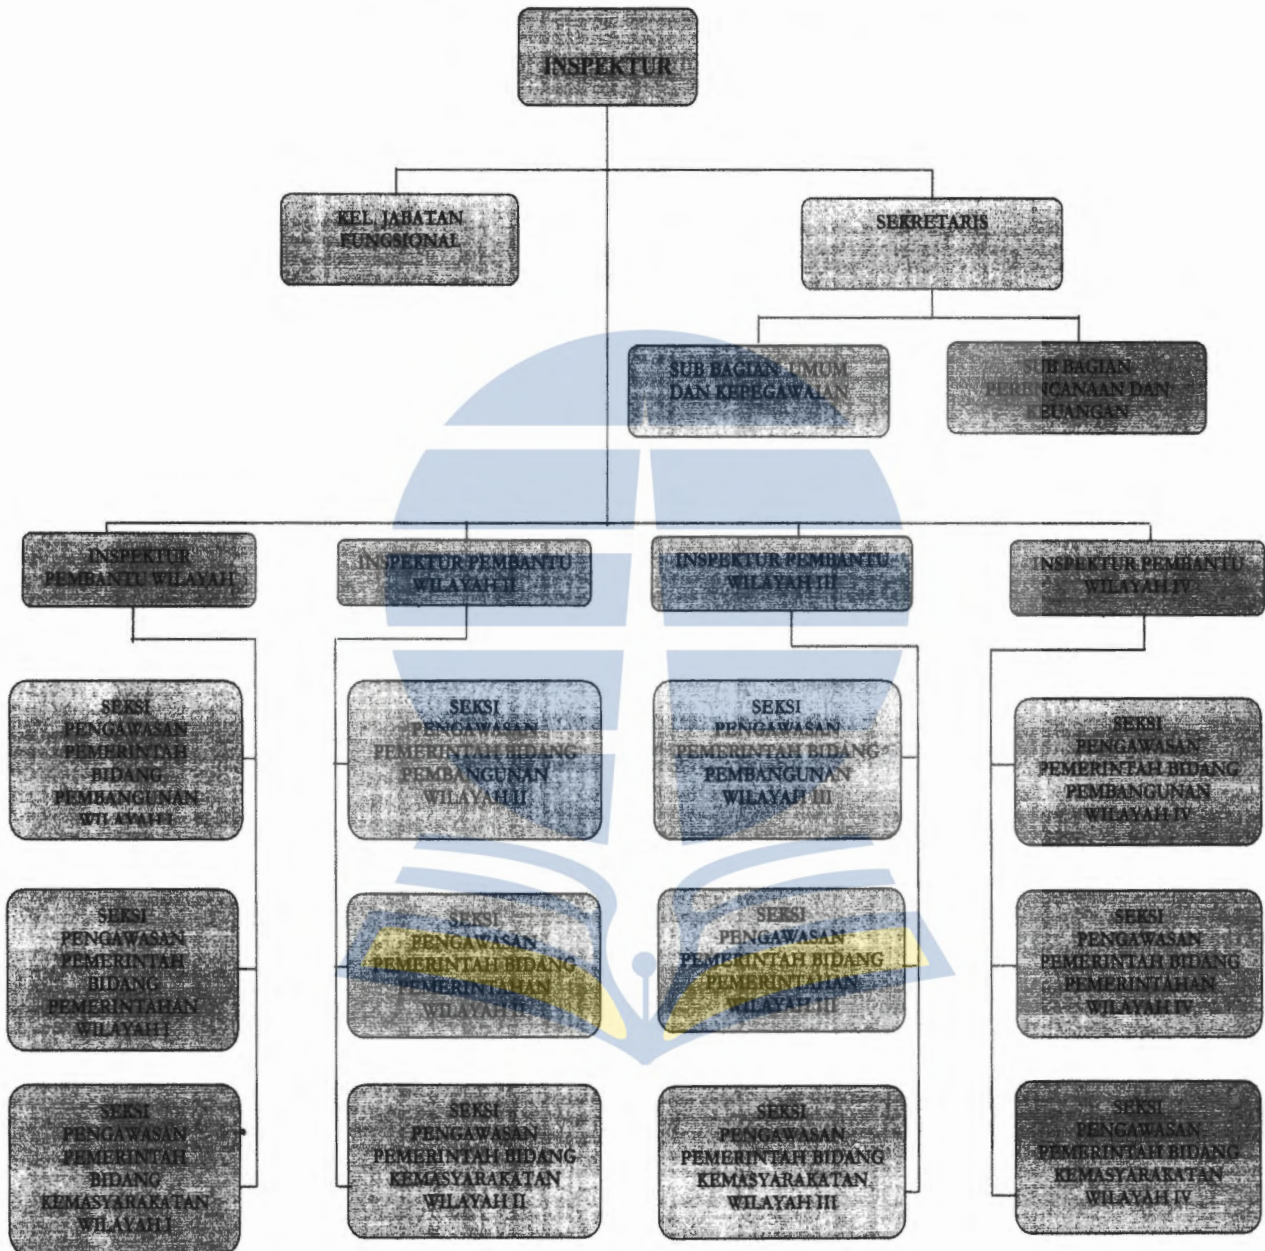 INSPEKTUR
KEL. JABATAN
FUNGSIONAL
SEKRETARIS
SUB BAGIAN UMUM
DAN KEPEGAWAIAN
SUB BAGIAN
PERENCANAAN DAN
KEUANGAN
INSPEKTUR
PEMBANTU WILAYAH
INSPEKTUR PEMBANTU
WILAYAH II
INSPEKTUR PEMBANTU
WILAYAH III
INSPEKTUR PEMBANTU
WILAYAH IV
SEKSI
PENGAWASAN
PEMERINTAH
BIDANG
PEMBANGUNAN
WILAYAH I
SEKSI
PENGAWASAN
PEMERINTAH BIDANG
PEMBANGUNAN
WILAYAH II
SEKSI
PENGAWASAN
PEMERINTAH BIDANG
PEMBANGUNAN
WILAYAH III
SEKSI
PENGAWASAN
PEMERINTAH BIDANG
PEMBANGUNAN
WILAYAH IV
SEKSI
PENGAWASAN
PEMERINTAH
BIDANG
PEMERINTAHAN
WILAYAH I
SEKSI
PENGAWASAN
PEMERINTAH BIDANG
PEMERINTAHAN
WILAYAH II
SEKSI
PENGAWASAN
PEMERINTAH BIDANG
PEMERINTAHAN
WILAYAH III
SEKSI
PENGAWASAN
PEMERINTAH BIDANG
PEMERINTAHAN
WILAYAH IV
SEKSI
PENGAWASAN
PEMERINTAH
BIDANG
KEMASYARAKATAN
WILAYAH I
SEKSI
PENGAWASAN
PEMERINTAH BIDANG
KEMASYARAKATAN
WILAYAH II
SEKSI
PENGAWASAN
PEMERINTAH BIDANG
KEMASYARAKATAN
WILAYAH III
SEKSI
PENGAWASAN
PEMERINTAH BIDANG
KEMASYARAKATAN
WILAYAH IV